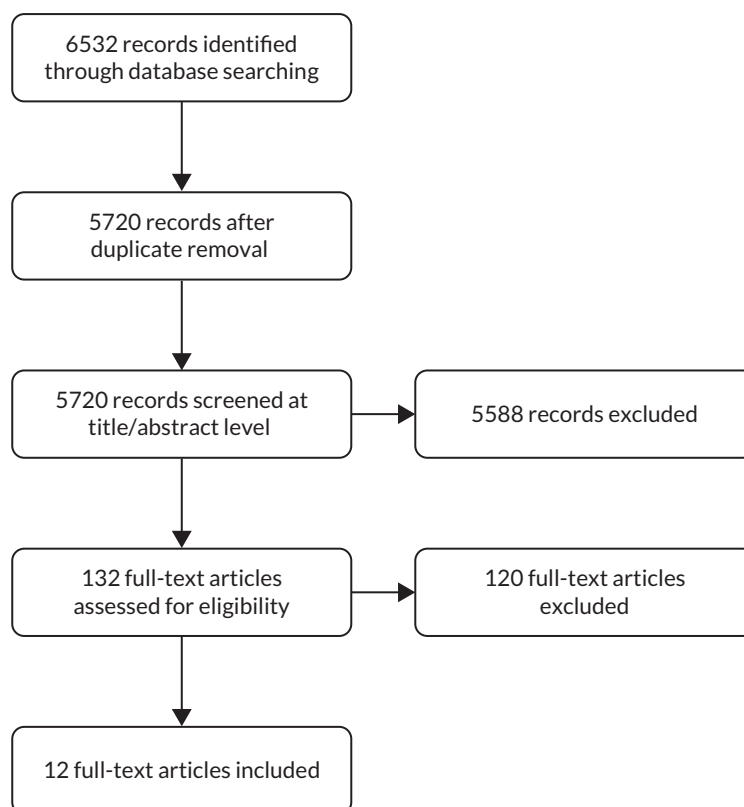 6532 records identified
through database searching
5720 records after
duplicate removal
5720 records screened at
title/abstract level
5588 records excluded
132 full-text articles
assessed for eligibility
120 full-text articles
excluded
12 full-text articles included